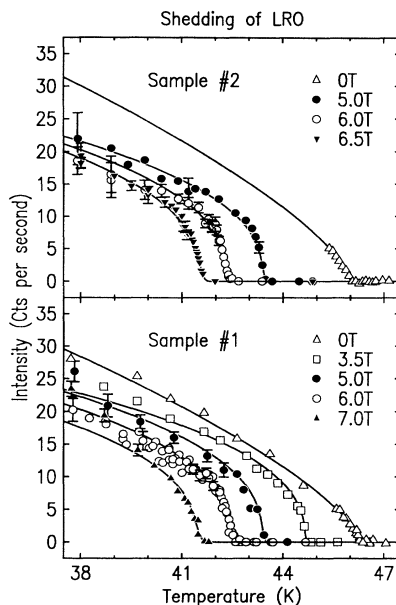 Shedding of LRO
35
30
25
20
15
10
5
0
Sample #2
0T
5.0T
6.0T
6.5T
Intensity (Cts per second)
35
30
25
20
15
10
5
0
Sample #1
0T
3.5T
5.0T
6.0T
7.0T
38 41 44 47
Temperature (K)